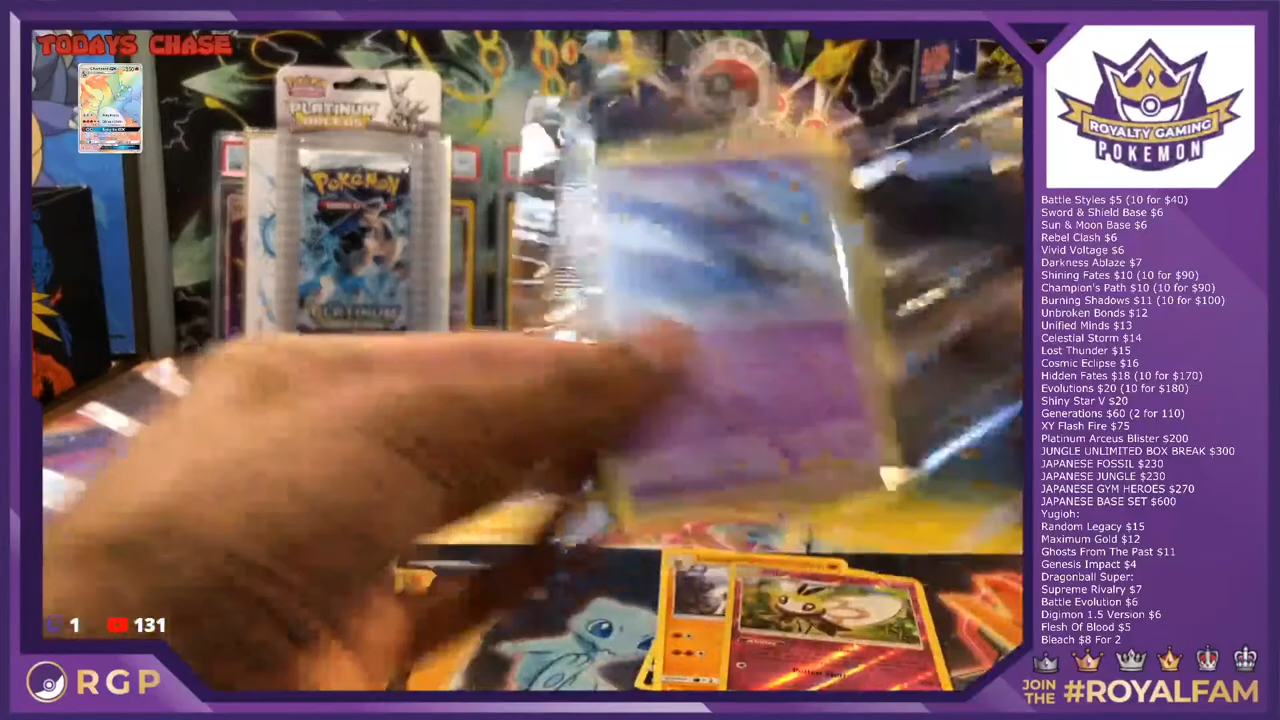 TODAYS CHASE
PLATINUM
ARCEUS
POKéMON
PLATINUM
ROYALTY GAMING
POKEMON
Battle Styles $5 (10 for $40)
Sword & Shield Base $6
Sun & Moon Base $6
Rebel Clash $6
Vivid Voltage $6
Darkness Ablaze $7
Shining Fates $10 (10 for $90)
Champion's Path $10 (10 for $90)
Burning Shadows $11 (10 for $100)
Unbroken Bonds $12
Unified Minds $13
Celestial Storm $14
Lost Thunder $15
Cosmic Eclipse $16
Hidden Fates $18 (10 for $170)
Evolutions $20 (10 for $180)
Shiny Star V $20
Generations $60 (2 for 110)
XY Flash Fire $75
Platinum Arceus Blister $200
JUNGLE UNLIMITED BOX BREAK $300
JAPANESE FOSSIL $230
JAPANESE JUNGLE $230
JAPANESE GYM HEROES $270
JAPANESE BASE SET $600
Yugioh:
Random Legacy $15
Maximum Gold $12
Ghosts From The Past $11
Genesis Impact $4
Dragonball Super:
Supreme Rivalry $7
Battle Evolution $6
Digimon 1.5 Version $6
Flesh Of Blood $5
Bleach $8 For 2
1 131
RGP
JOIN
THE #ROYALFAM